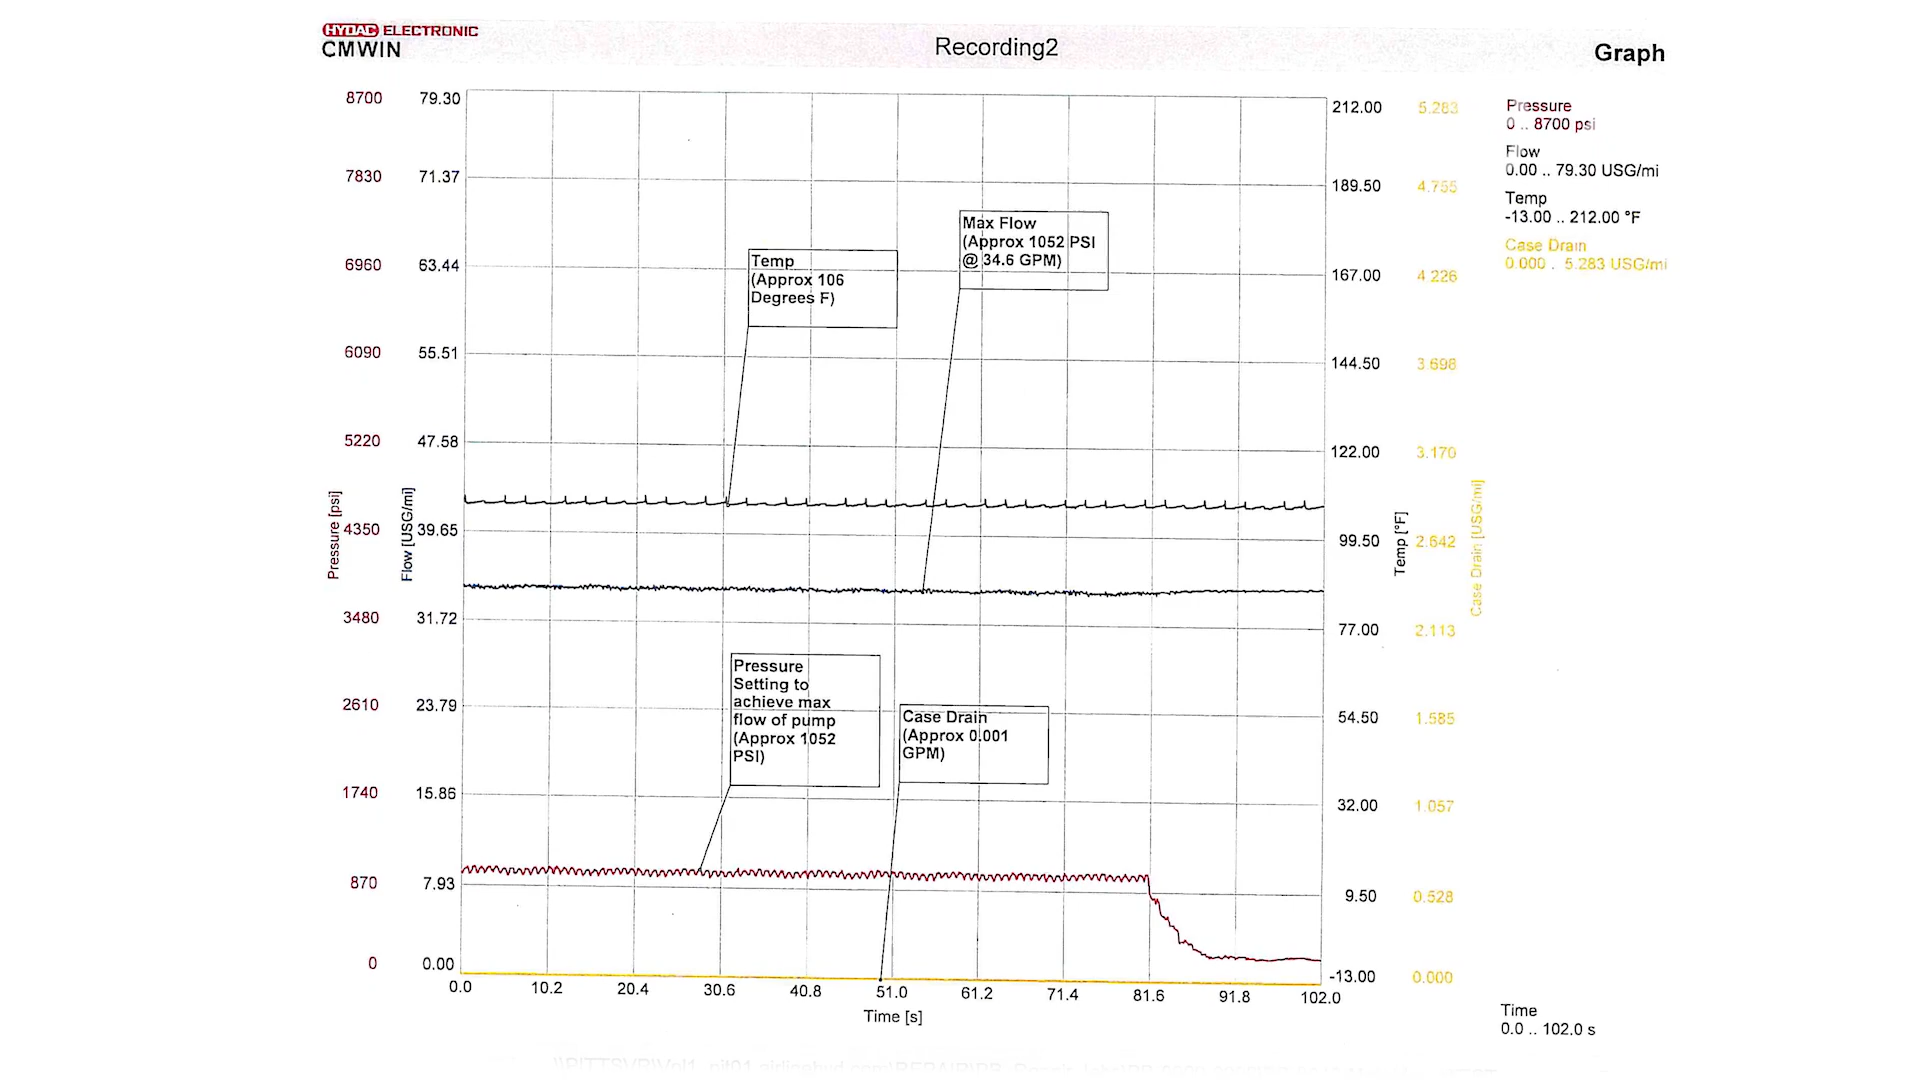 HYDAC ELECTRONIC
CMWIN
Recording2
Graph
8700 79.30
7830 71.37
6960 63.44
6090 55.51
5220 47.58
4350 39.65
3480 31.72
2610 23.79
1740 15.86
870 7.93
0 0.00
Pressure [psi]
Flow [USG/mi]
Temp
(Approx 106
Degrees F)
Max Flow
(Approx 1052 PSI
@ 34.6 GPM)
Pressure
Setting to
achieve max
flow of pump
(Approx 1052
PSI)
Case Drain
(Approx 0.001
GPM)
212.00 5.283
189.50 4.755
167.00 4.226
144.50 3.698
122.00 3.170
99.50 2.642
77.00 2.113
54.50 1.585
32.00 1.057
9.50 0.528
-13.00 0.000
Temp [°F]
Case Drain [USG/mi]
0.0 10.2 20.4 30.6 40.8 51.0 61.2 71.4 81.6 91.8 102.0
Time [s]
Pressure
0 .. 8700 psi
Flow
0.00 .. 79.30 USG/mi
Temp
-13.00 .. 212.00 °F
Case Drain
0.000 .. 5.283 USG/mi
Time
0.0 .. 102.0 s